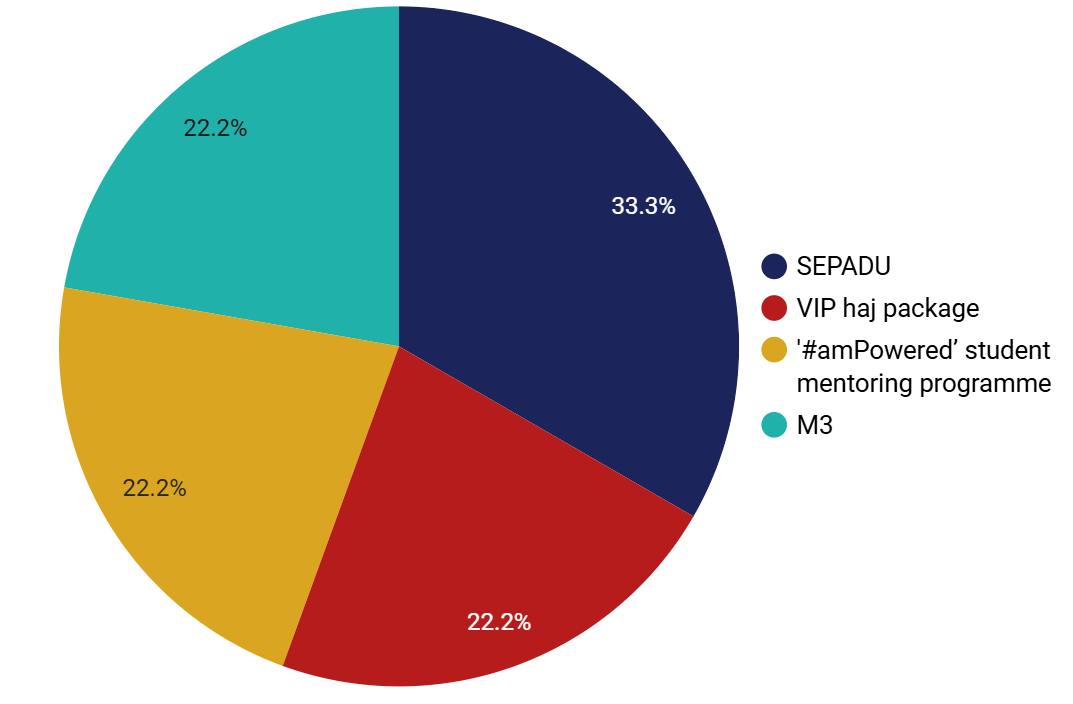 22.2%
33.3%
22.2%
22.2%
SEPADU
VIP haj package
'#amPowered’ student
mentoring programme
M3